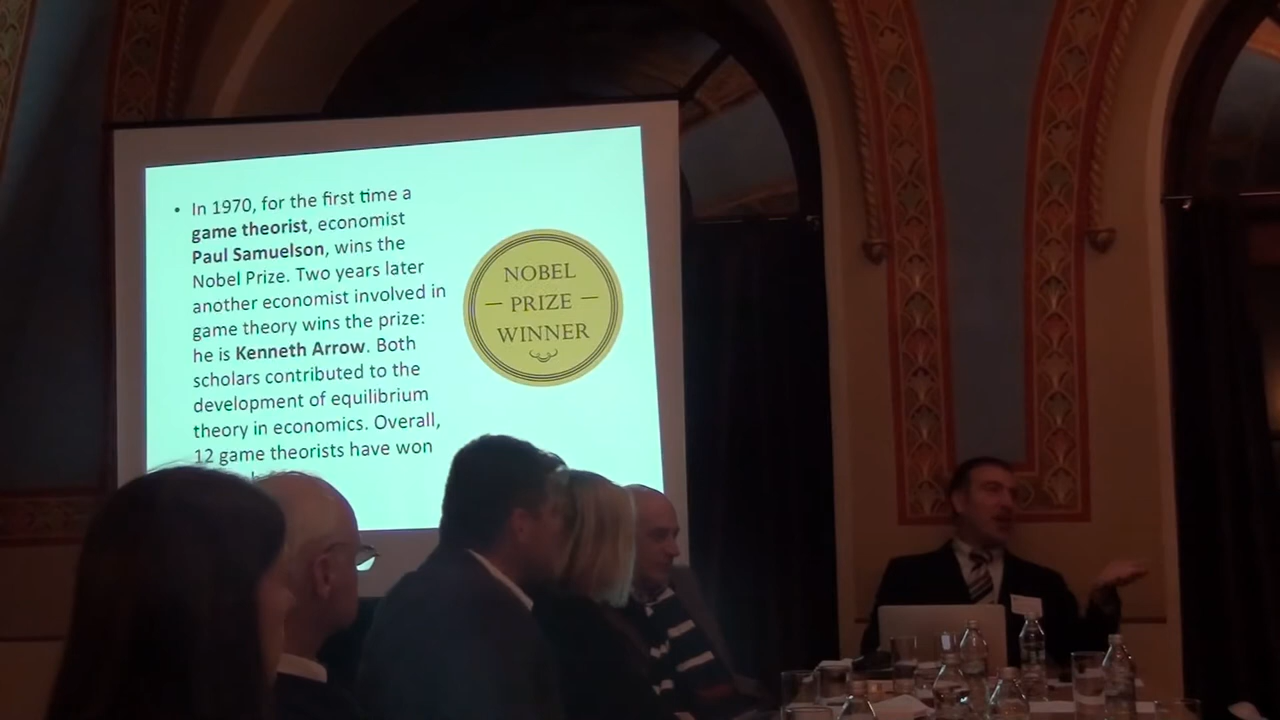 • In 1970, for the first time a
game theorist, economist
Paul Samuelson, wins the
Nobel Prize. Two years later
another economist involved in
game theory wins the prize:
he is Kenneth Arrow. Both
scholars contributed to the
development of equilibrium
theory in economics. Overall,
12 game theorists have won
NOBEL
— PRIZE —
WINNER